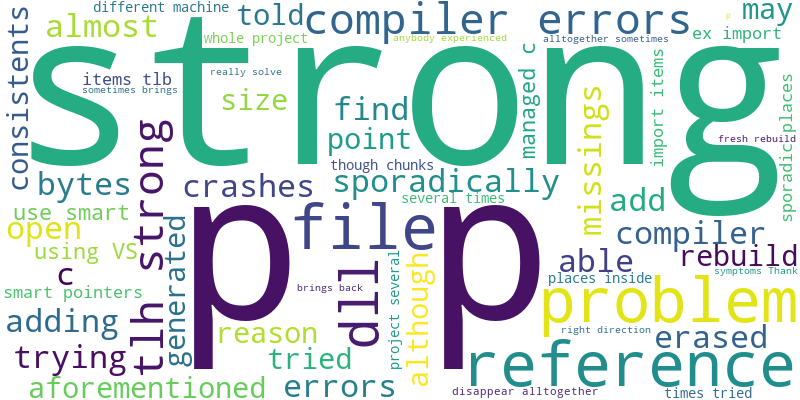 different machine
told
compiler
errors
may
almost
whole project
anybody experienced
alltogether sometimes
ex import
p
strong
consistents
items tlb
sometimes brings
really solve
size
find
point
managed c
import items
missings
fresh rebuild
sporadic places
though chunks
bytes
crashes
sporadically
several times
add
use smart
open
using VS
c
smart pointers
tlh strong
generated
p p
file
dll
brings back
project several
although
compiler
able
rebuild
places inside
symptoms Thank
problem
adding
reason
right direction
erased
trying
tried
reference
aforementioned
errors
disappear alltogether
times tried